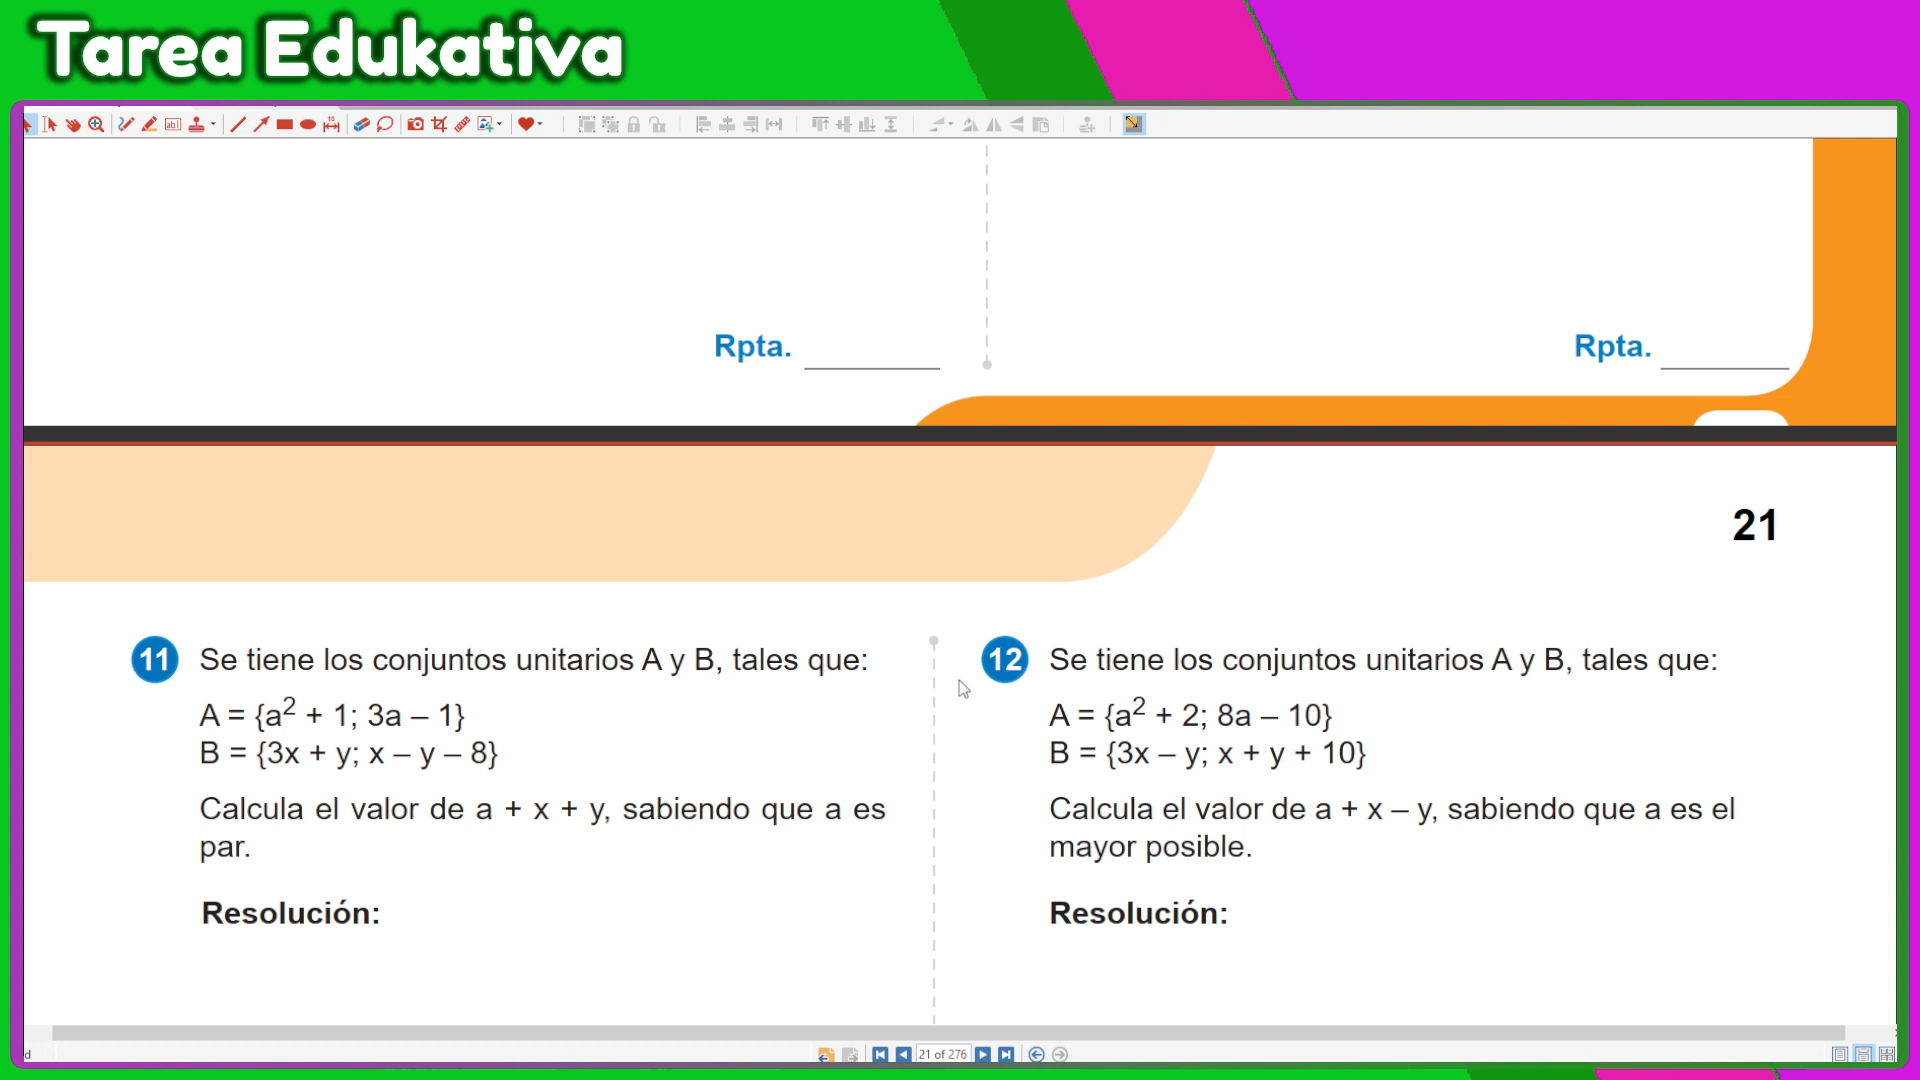 Tarea Edukativa
Rpta.
Rpta.
21
11 Se tiene los conjuntos unitarios A y B, tales que:
A = {a² + 1; 3a – 1}
B = {3x + y; x – y – 8}
Calcula el valor de a + x + y, sabiendo que a es
par.
Resolución:
12 Se tiene los conjuntos unitarios A y B, tales que:
A = {a² + 2; 8a – 10}
B = {3x – y; x + y + 10}
Calcula el valor de a + x – y, sabiendo que a es el
mayor posible.
Resolución:
21 of 276